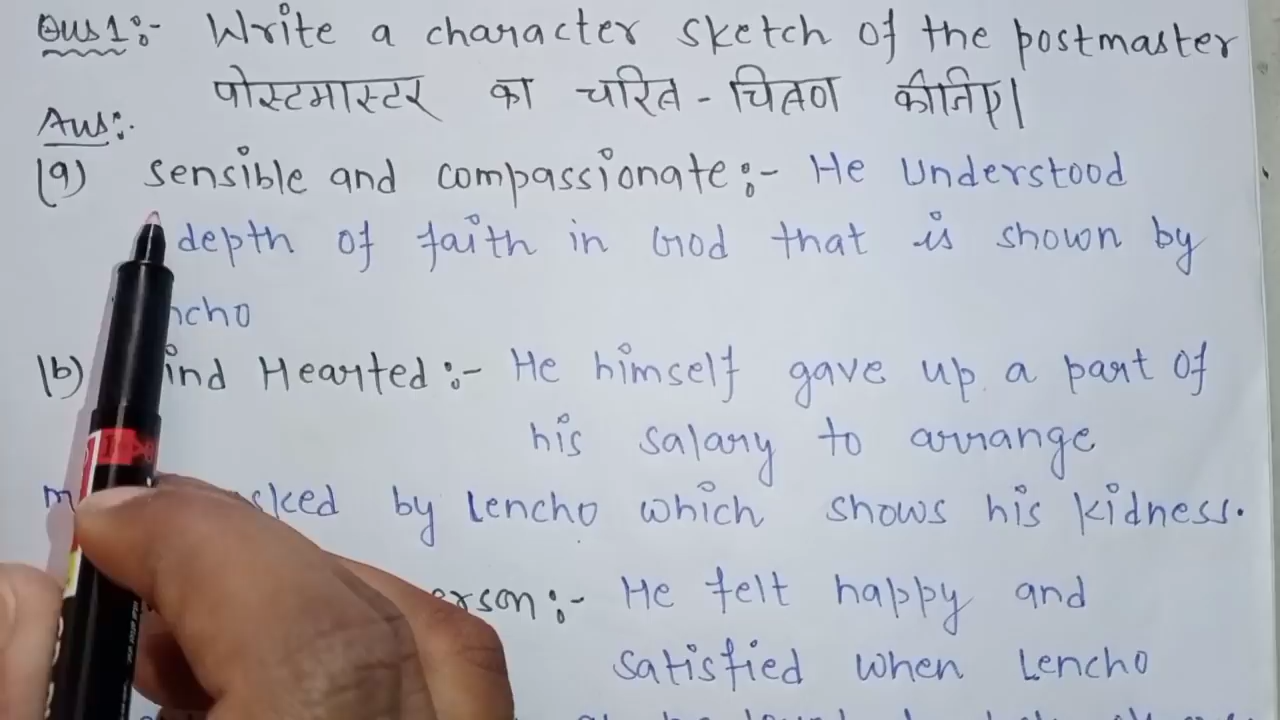 Qus1:- Write a character sketch of the postmaster
पोस्टमास्टर का चरित्र - चित्रण कीजिए।
Ans:-
(a) Sensible and compassionate:- He Understood
depth of faith in God that is shown by
ncho
(b) ind Hearted:- He himself gave up a part of
his salary to arrange
m sked by Lencho which shows his kidness.
erson:- He felt happy and
satisfied when Lencho